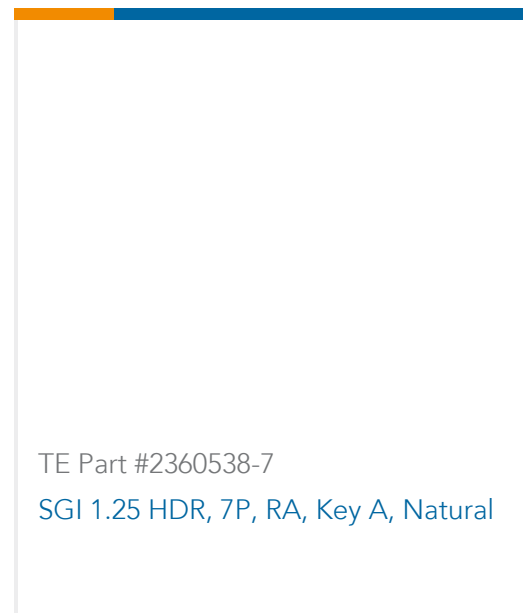 TE Part #2360538-7
SGI 1.25 HDR, 7P, RA, Key A, Natural